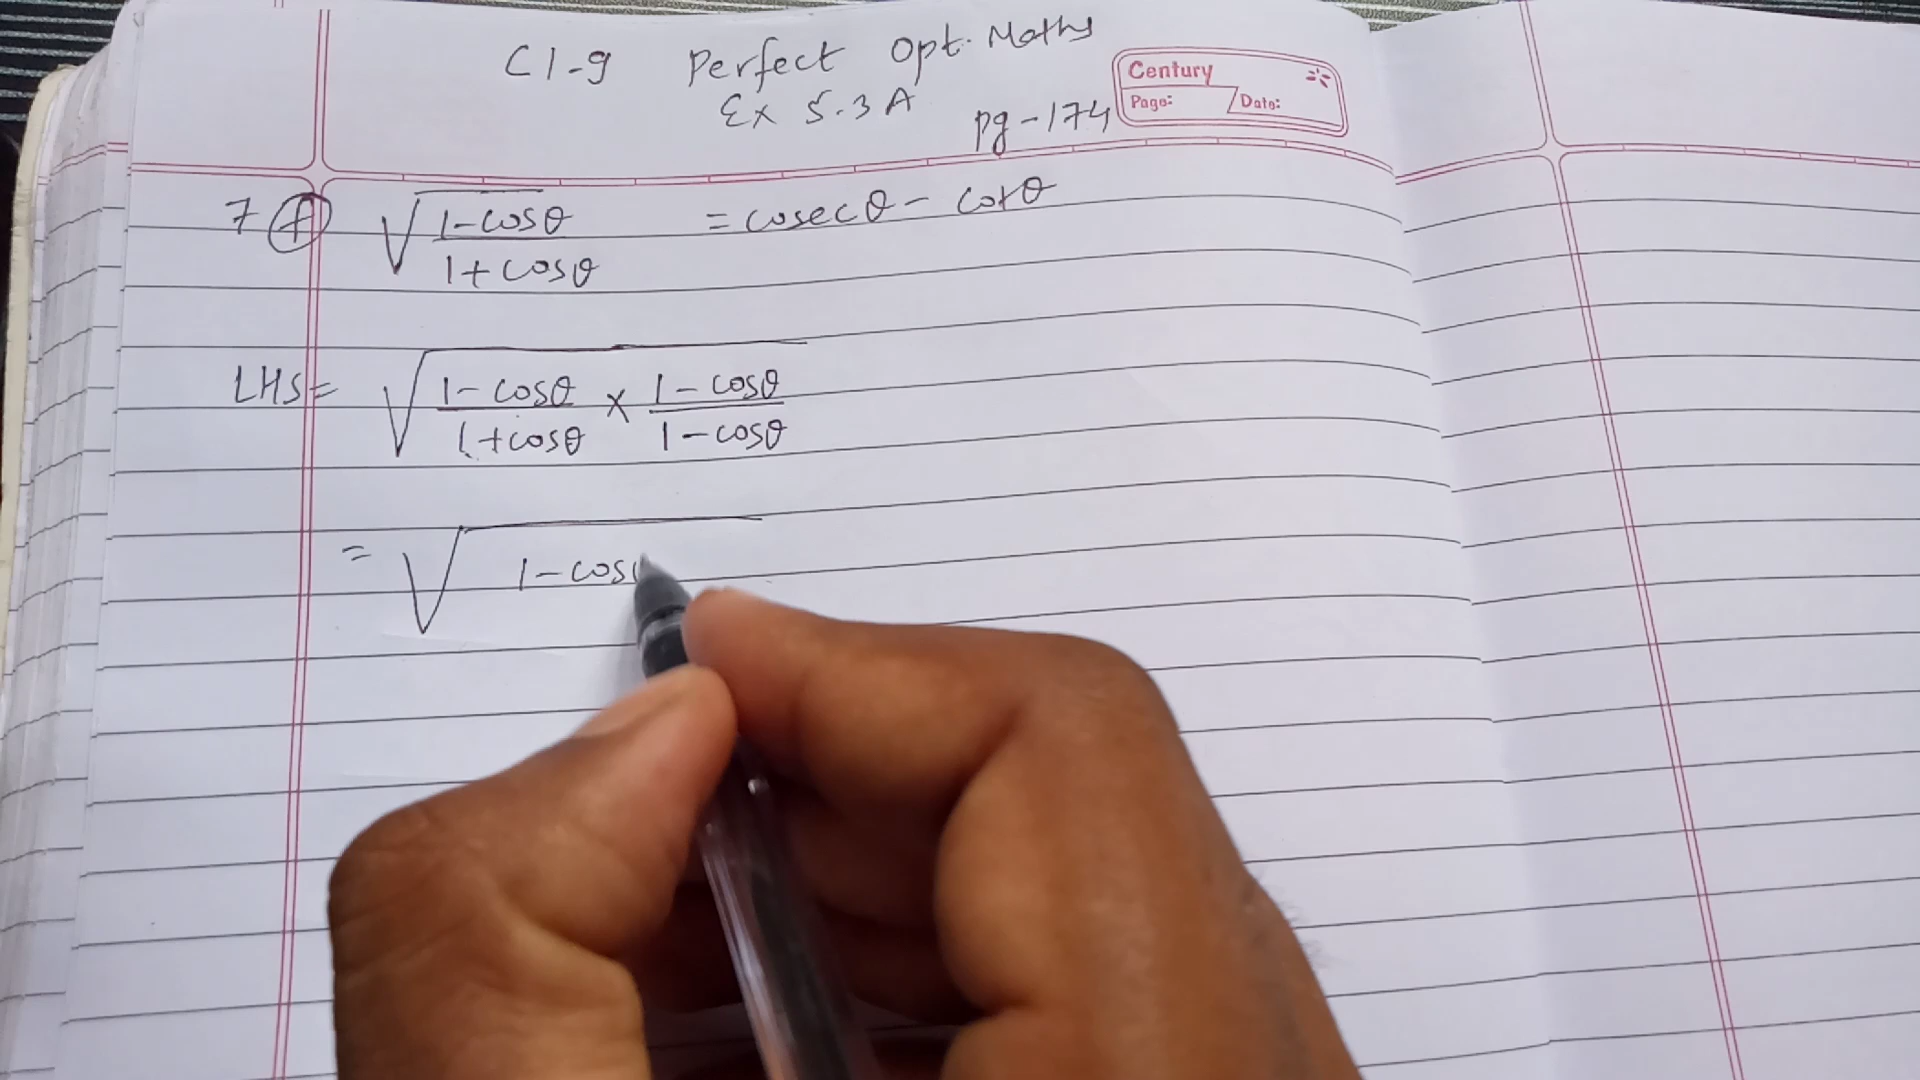 Cl-9 Perfect Opt. Maths
Ex 5.3 A
pg-174
Century
Page: Date:
7 (f) √(1-cosθ / 1+cosθ) = cosecθ - cotθ
LHS = √(1-cosθ / 1+cosθ × 1-cosθ / 1-cosθ)
= √ 1-cos